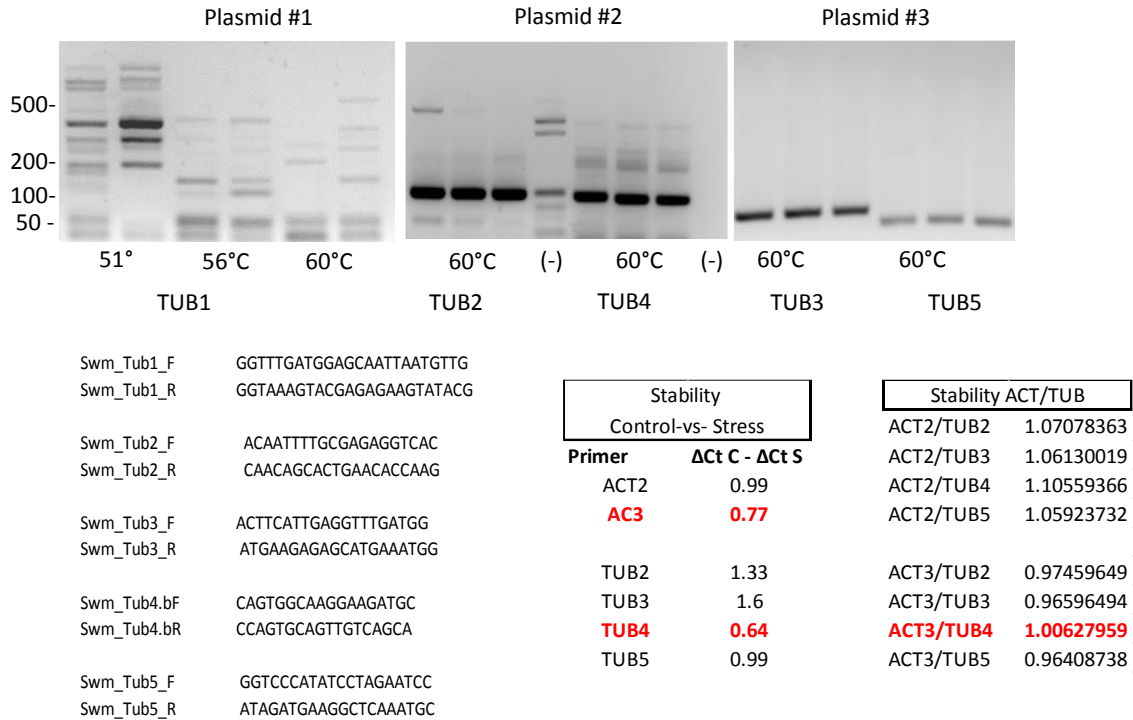 Plasmid #1 Plasmid #2 Plasmid #3
500-
200-
100-
50 -
51° 56°C 60°C 60°C (-) 60°C (-) 60°C 60°C
TUB1 TUB2 TUB4 TUB3 TUB5
Swm_Tub1_F GGTTTGATGGAGCAATTAATGTTG
Swm_Tub1_R GGTAAAGTACGAGAGAAGTATACG
Swm_Tub2_F ACAATTTTGCGAGAGGTCAC
Swm_Tub2_R CAACAGCACTGAACACCAAG
Swm_Tub3_F ACTTCATTGAGGTTTGATGG
Swm_Tub3_R ATGAAGAGAGCATGAAATGG
Swm_Tub4.bF CAGTGGCAAGGAAGATGC
Swm_Tub4.bR CCAGTGCAGTTGTCAGCA
Swm_Tub5_F GGTCCCATATCCTAGAATCC
Swm_Tub5_R ATAGATGAAGGCTCAAATGC
Stability
Control-vs- Stress
Primer ΔCt C - ΔCt S
ACT2 0.99
AC3 0.77
TUB2 1.33
TUB3 1.6
TUB4 0.64
TUB5 0.99
Stability ACT/TUB
ACT2/TUB2 1.07078363
ACT2/TUB3 1.06130019
ACT2/TUB4 1.10559366
ACT2/TUB5 1.05923732
ACT3/TUB2 0.97459649
ACT3/TUB3 0.96596494
ACT3/TUB4 1.00627959
ACT3/TUB5 0.96408738